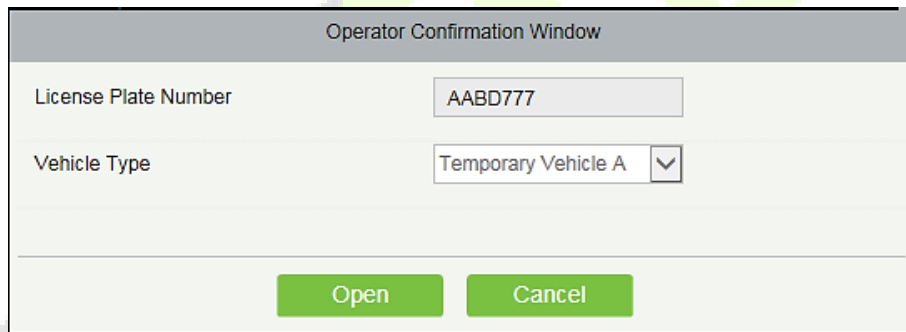 Operator Confirmation Window
License Plate Number
AABD777
Vehicle Type
Temporary Vehicle A
Open
Cancel